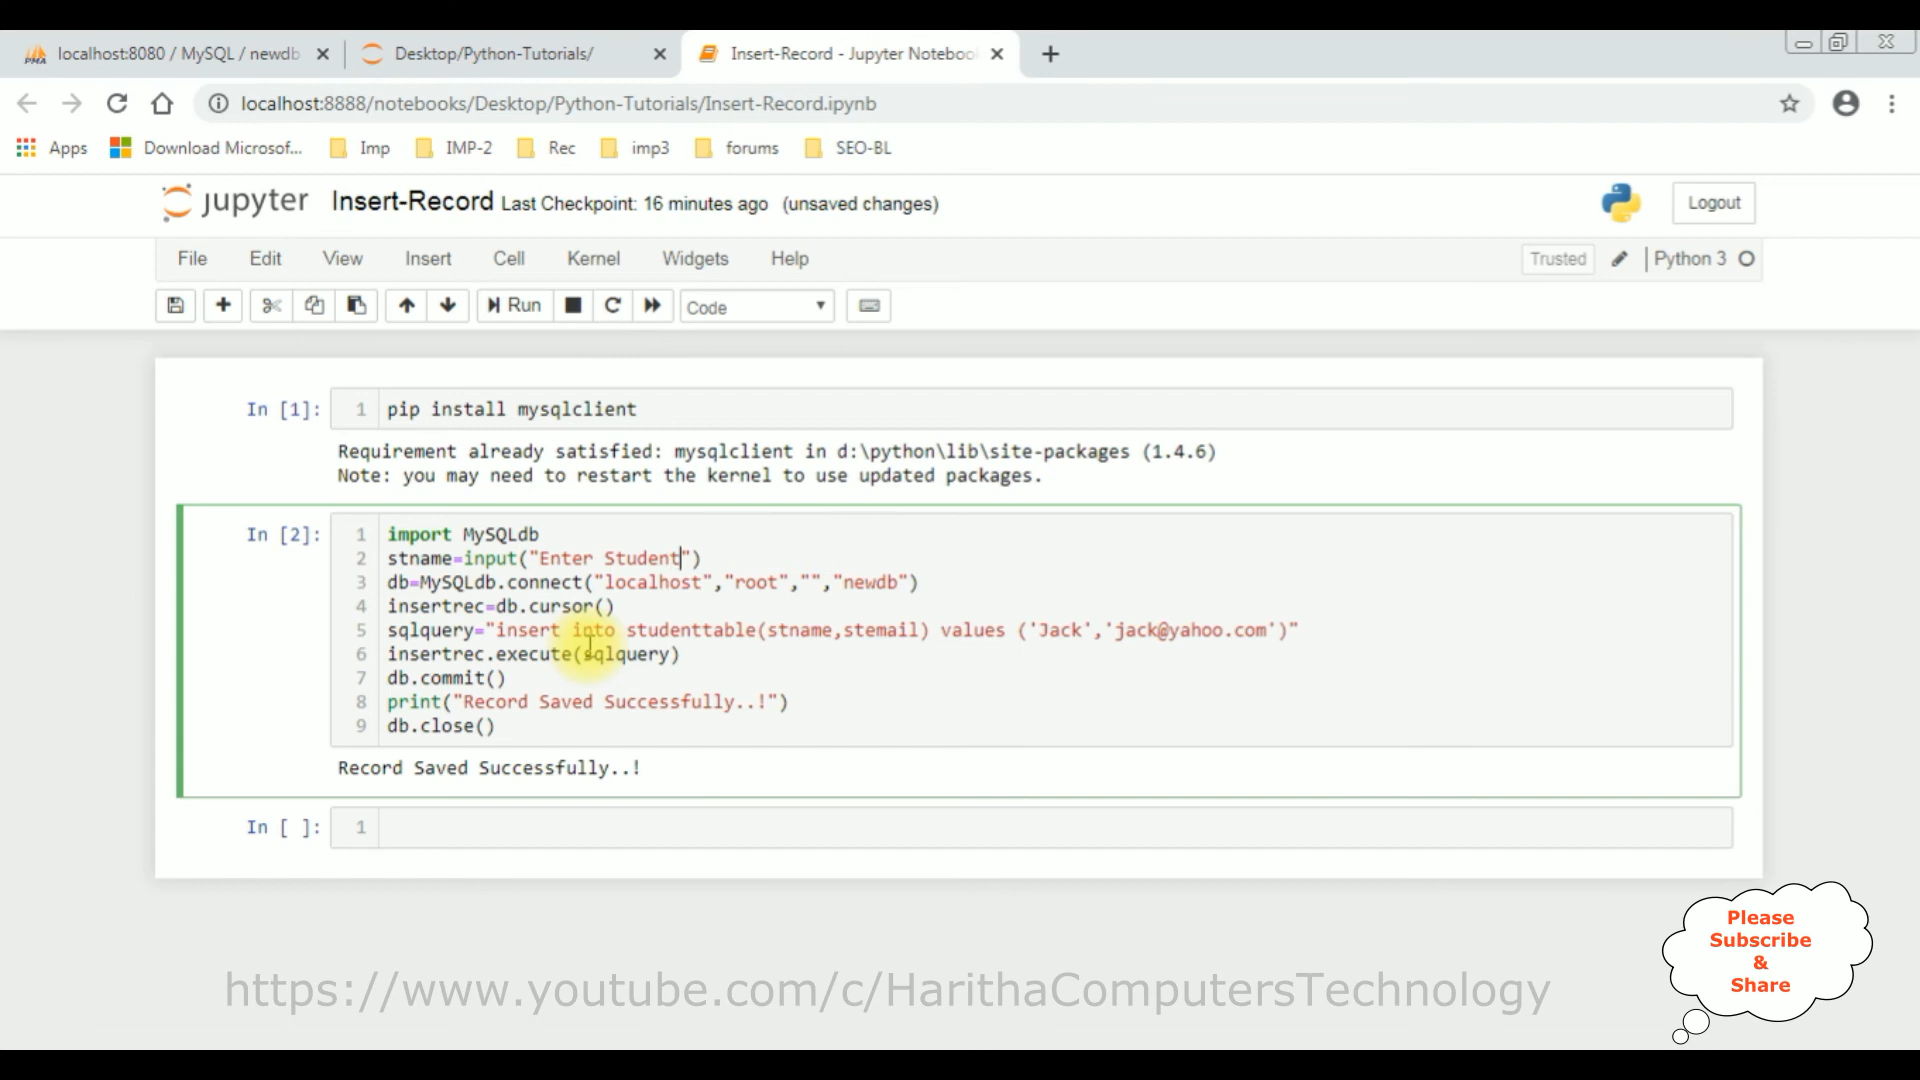 localhost:8080 / MySQL / newdb
Desktop/Python-Tutorials/
Insert-Record - Jupyter Noteboo
localhost:8888/notebooks/Desktop/Python-Tutorials/Insert-Record.ipynb
Apps
Download Microsof...
Imp
IMP-2
Rec
imp3
forums
SEO-BL
jupyter Insert-Record Last Checkpoint: 16 minutes ago (unsaved changes)
Logout
File Edit View Insert Cell Kernel Widgets Help
Trusted
Python 3
Run
Code
In [1]: 1 pip install mysqlclient
Requirement already satisfied: mysqlclient in d:\python\lib\site-packages (1.4.6)
Note: you may need to restart the kernel to use updated packages.
In [2]: 1 import MySQLdb
2 stname=input("Enter Student")
3 db=MySQLdb.connect("localhost","root","","newdb")
4 insertrec=db.cursor()
5 sqlquery="insert into studenttable(stname,stemail) values ('Jack','jack@yahoo.com')"
6 insertrec.execute(sqlquery)
7 db.commit()
8 print("Record Saved Successfully..!")
9 db.close()
Record Saved Successfully..!
In [ ]: 1
Please
Subscribe
&
Share
https://www.youtube.com/c/HarithaComputersTechnology